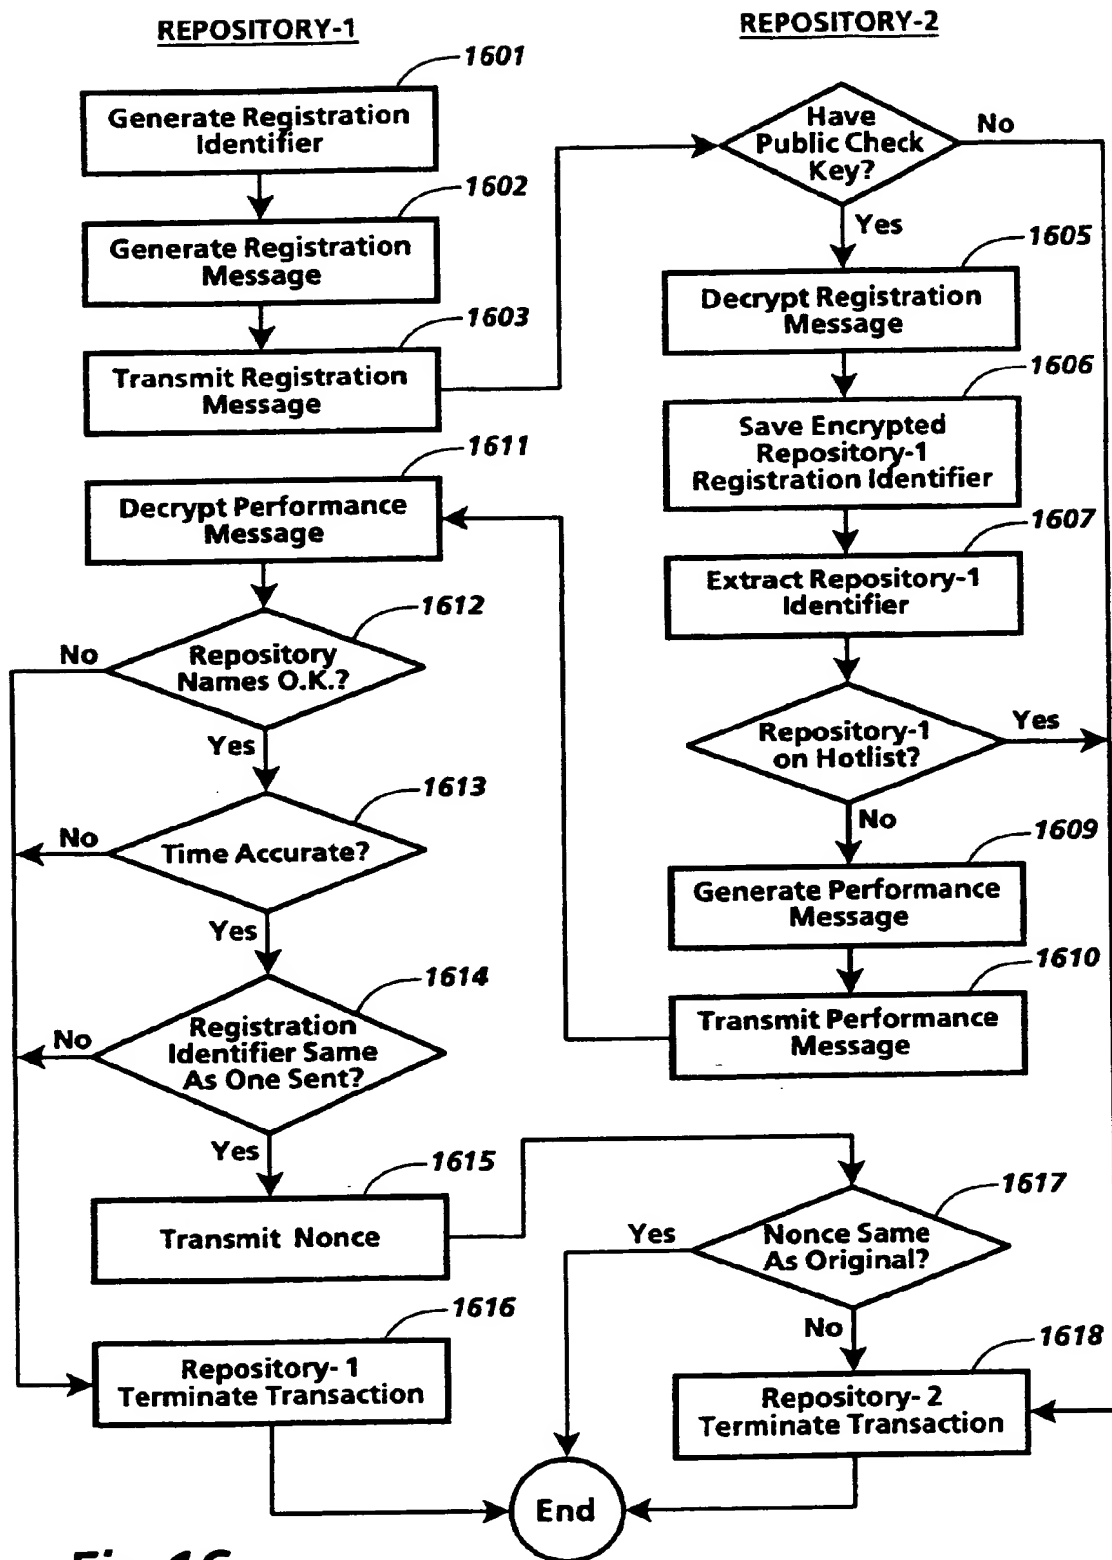 REPOSITORY-1
1601
Generate Registration
Identifier
1602
Generate Registration
Message
1603
Transmit Registration
Message
1611
Decrypt Performance
Message
1612
Repository
Names O.K.?
No
Yes
1613
Time Accurate?
No
Yes
1614
Registration
Identifier Same
As One Sent?
No
Yes
1615
Transmit Nonce
1616
Repository- 1
Terminate Transaction
REPOSITORY-2
Have
Public Check
Key?
No
Yes
1605
Decrypt Registration
Message
1606
Save Encrypted
Repository-1
Registration Identifier
1607
Extract Repository-1
Identifier
Repository-1
on Hotlist?
Yes
No
1609
Generate Performance
Message
1610
Transmit Performance
Message
1617
Nonce Same
As Original?
Yes
No
1618
Repository- 2
Terminate Transaction
End